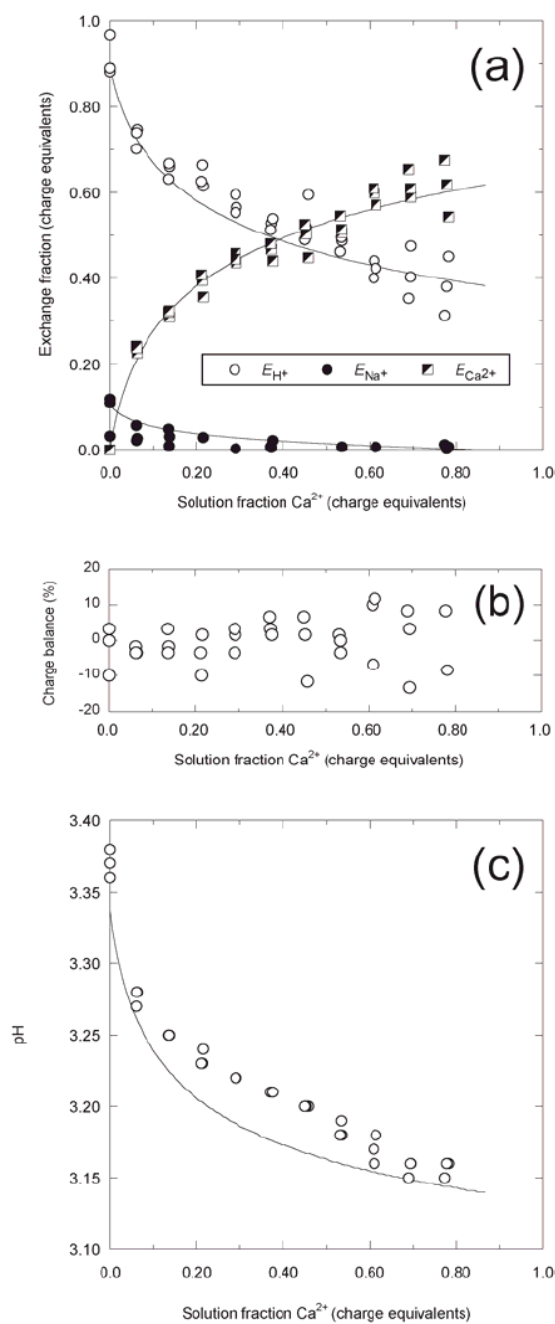 (a)
Exchange fraction (charge equivalents)
1.0
0.80
0.60
0.40
0.20
0.0
E_H+ E_Na+ E_Ca2+
0.0 0.20 0.40 0.60 0.80 1.0
Solution fraction Ca²⁺ (charge equivalents)
(b)
Charge balance (%)
20
10
0
-10
-20
0.0 0.20 0.40 0.60 0.80 1.0
Solution fraction Ca²⁺ (charge equivalents)
(c)
pH
3.40
3.35
3.30
3.25
3.20
3.15
3.10
0.0 0.20 0.40 0.60 0.80 1.0
Solution fraction Ca²⁺ (charge equivalents)